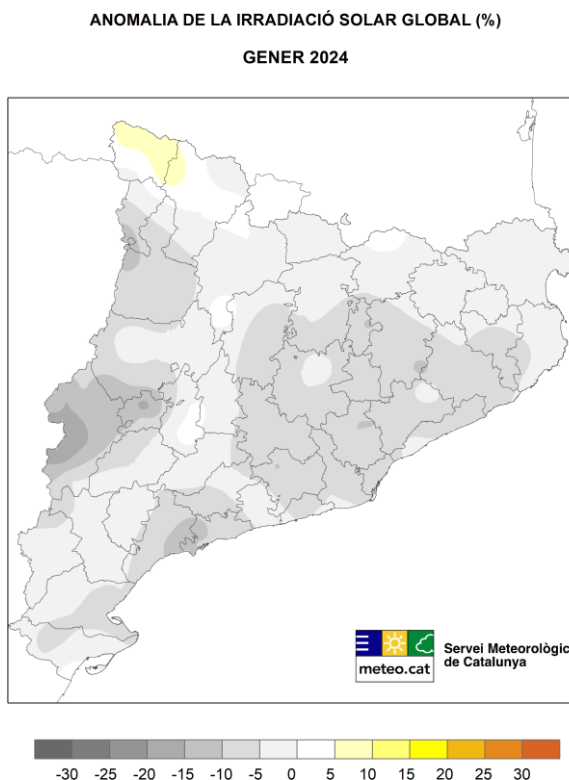 ANOMALIA DE LA IRRADIACIÓ SOLAR GLOBAL (%)
GENER 2024
meteo.cat
Servei Meteorològic
de Catalunya
-30 -25 -20 -15 -10 -5 0 5 10 15 20 25 30